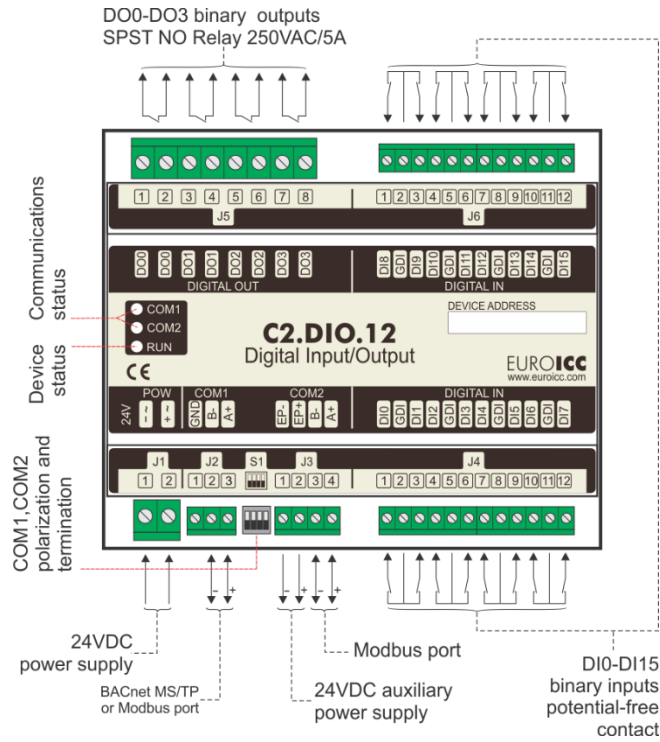 DO0-DO3 binary outputs
SPST NO Relay 250VAC/5A
1 2 3 4 5 6 7 8
J5
1 2 3 4 5 6 7 8 9 10 11 12
J6
DO0 DO0 DO1 DO1 DO2 DO2 DO3 DO3
DIGITAL OUT
DI8 GDI DI9 DI10 GDI DI11 DI12 GDI DI13 DI14 GDI DI15
DIGITAL IN
Communications
status
Device
status
COM1
COM2
RUN
CE
C2.DIO.12
Digital Input/Output
DEVICE ADDRESS
EUROICC
www.euroicc.com
24V
POW
- ~ + ~
COM1
GND B- A+
COM2
EP- EP+ B- A+
DIGITAL IN
DI0 GDI DI1 DI2 GDI DI3 DI4 GDI DI5 DI6 GDI DI7
J1
1 2
J2
1 2 3
S1
J3
1 2 3 4
J4
1 2 3 4 5 6 7 8 9 10 11 12
COM1,COM2
polarization and
termination
- +
- +
- +
24VDC
power supply
BACnet MS/TP
or Modbus port
24VDC auxiliary
power supply
Modbus port
DI0-DI15
binary inputs
potential-free
contact